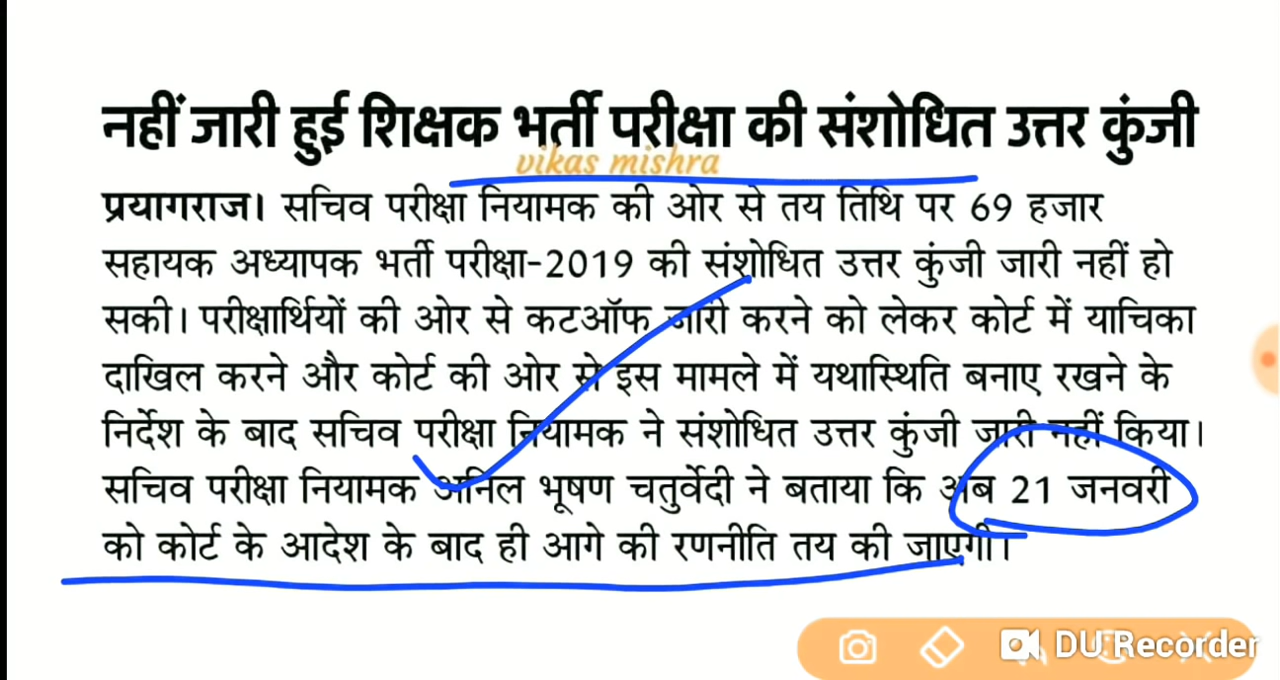 नहीं जारी हुई शिक्षक भर्ती परीक्षा की संशोधित उत्तर कुंजी
vikas mishra
प्रयागराज। सचिव परीक्षा नियामक की ओर से तय तिथि पर 69 हजार
सहायक अध्यापक भर्ती परीक्षा-2019 की संशोधित उत्तर कुंजी जारी नहीं हो
सकी। परीक्षार्थियों की ओर से कटऑफ जारी करने को लेकर कोर्ट में याचिका
दाखिल करने और कोर्ट की ओर से इस मामले में यथास्थिति बनाए रखने के
निर्देश के बाद सचिव परीक्षा नियामक ने संशोधित उत्तर कुंजी जारी नहीं किया।
सचिव परीक्षा नियामक अनिल भूषण चतुर्वेदी ने बताया कि अब 21 जनवरी
को कोर्ट के आदेश के बाद ही आगे की रणनीति तय की जाएगी।
DU Recorder